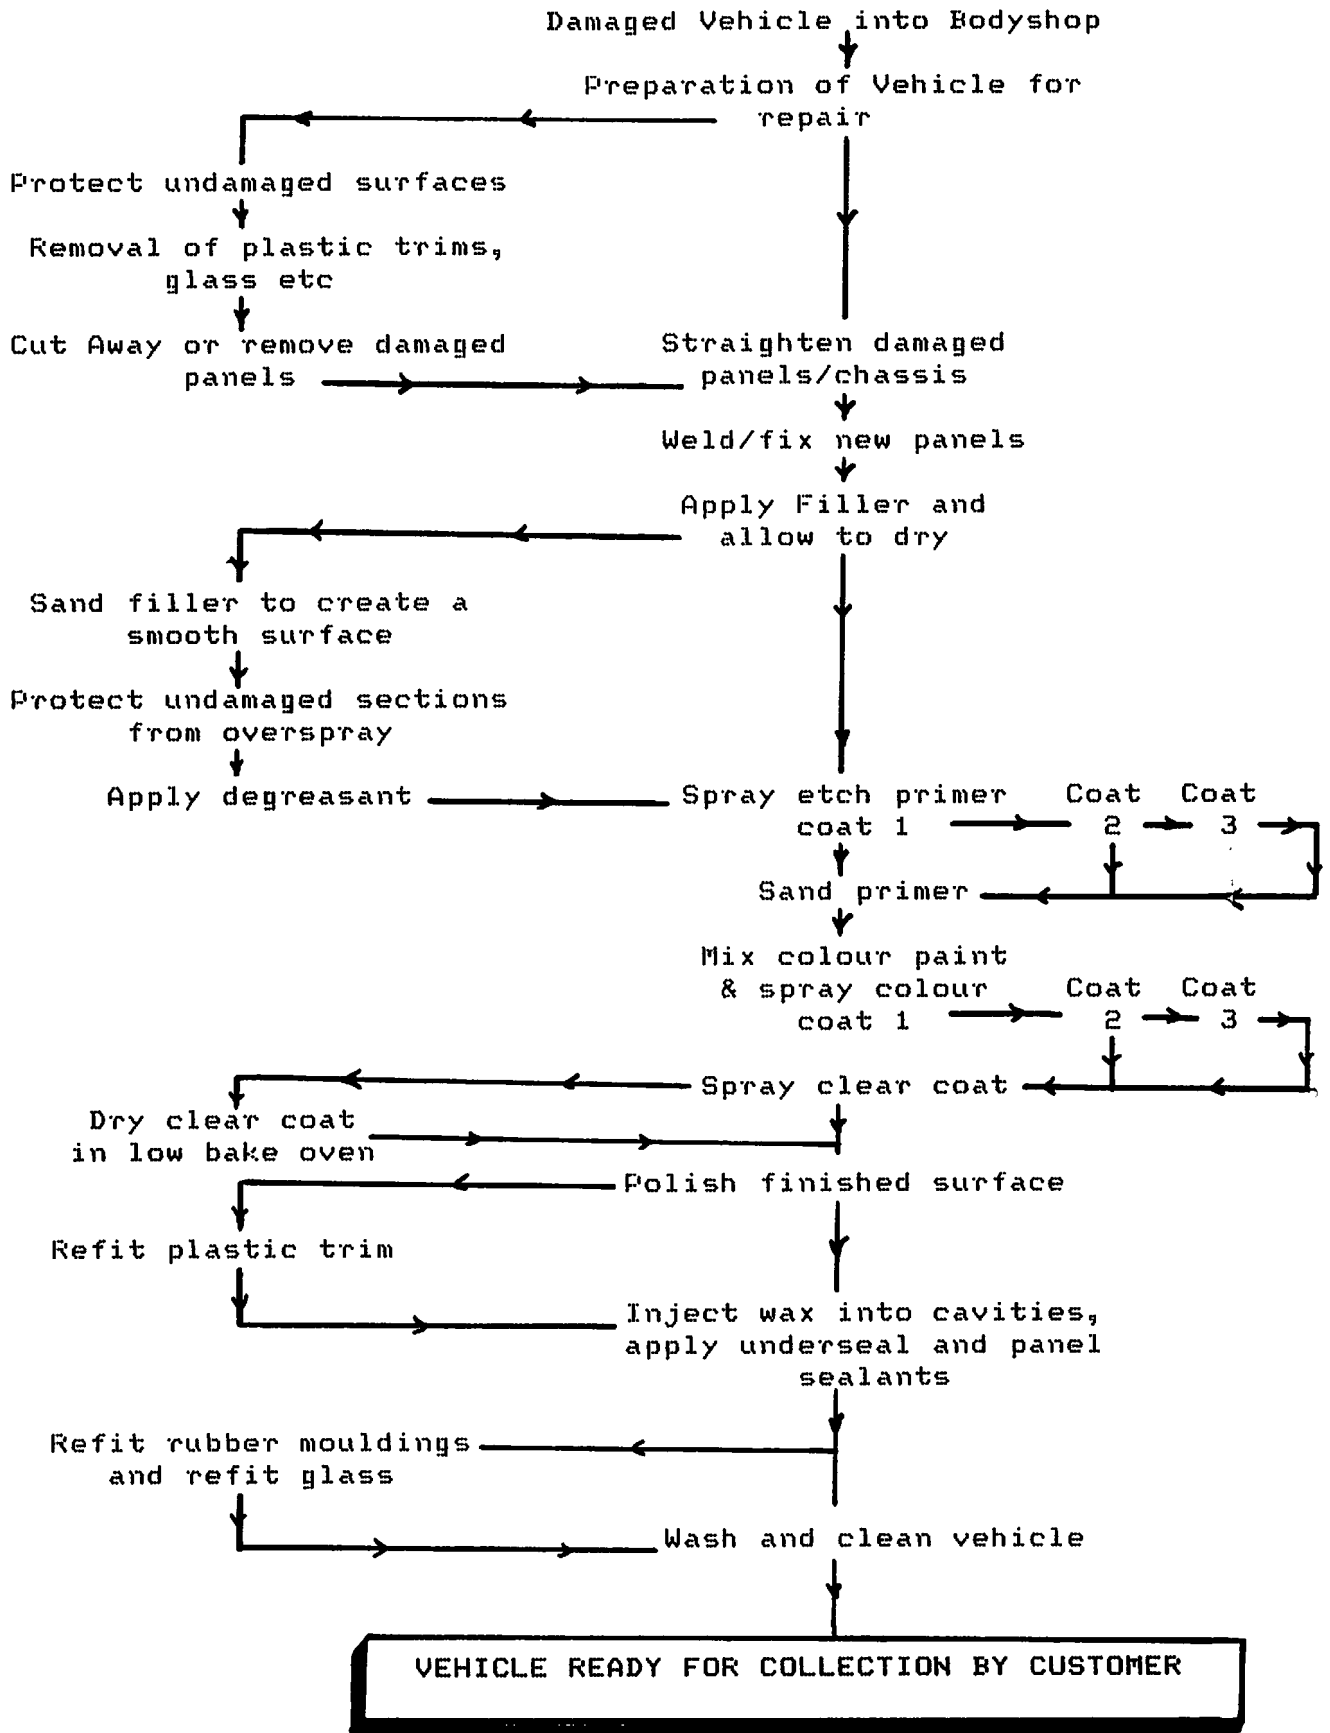 Damaged Vehicle into Bodyshop
Preparation of Vehicle for
repair
Protect undamaged surfaces
Removal of plastic trims,
glass etc
Cut Away or remove damaged
panels
Straighten damaged
panels/chassis
Weld/fix new panels
Apply Filler and
allow to dry
Sand filler to create a
smooth surface
Protect undamaged sections
from overspray
Apply degreasant
Spray etch primer
coat 1
Coat
2
Coat
3
Sand primer
Mix colour paint
& spray colour
coat 1
Coat
2
Coat
3
Spray clear coat
Dry clear coat
in low bake oven
Polish finished surface
Refit plastic trim
Inject wax into cavities,
apply underseal and panel
sealants
Refit rubber mouldings
and refit glass
Wash and clean vehicle
VEHICLE READY FOR COLLECTION BY CUSTOMER